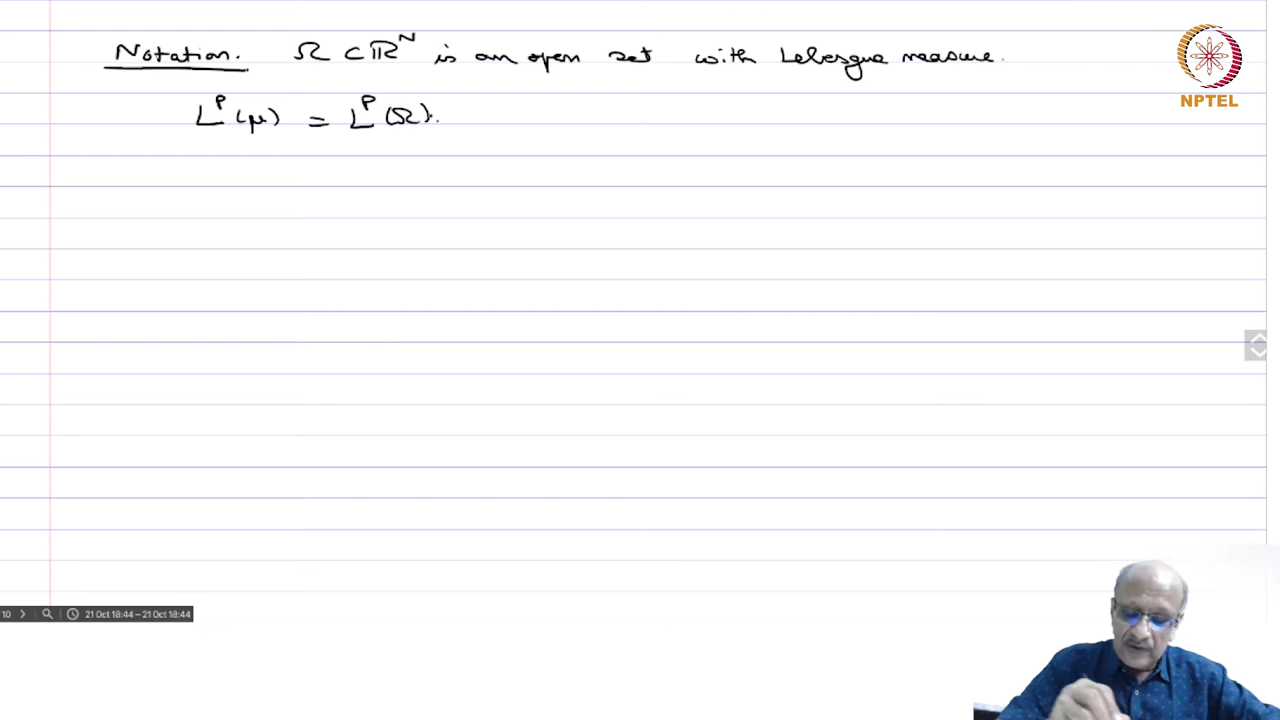 Notation. Ω ⊂ ℝᴺ is an open set with Lebesgue measure.
Lᵖ(μ) = Lᵖ(Ω).
NPTEL
10 21 Oct 18:44 – 21 Oct 18:44